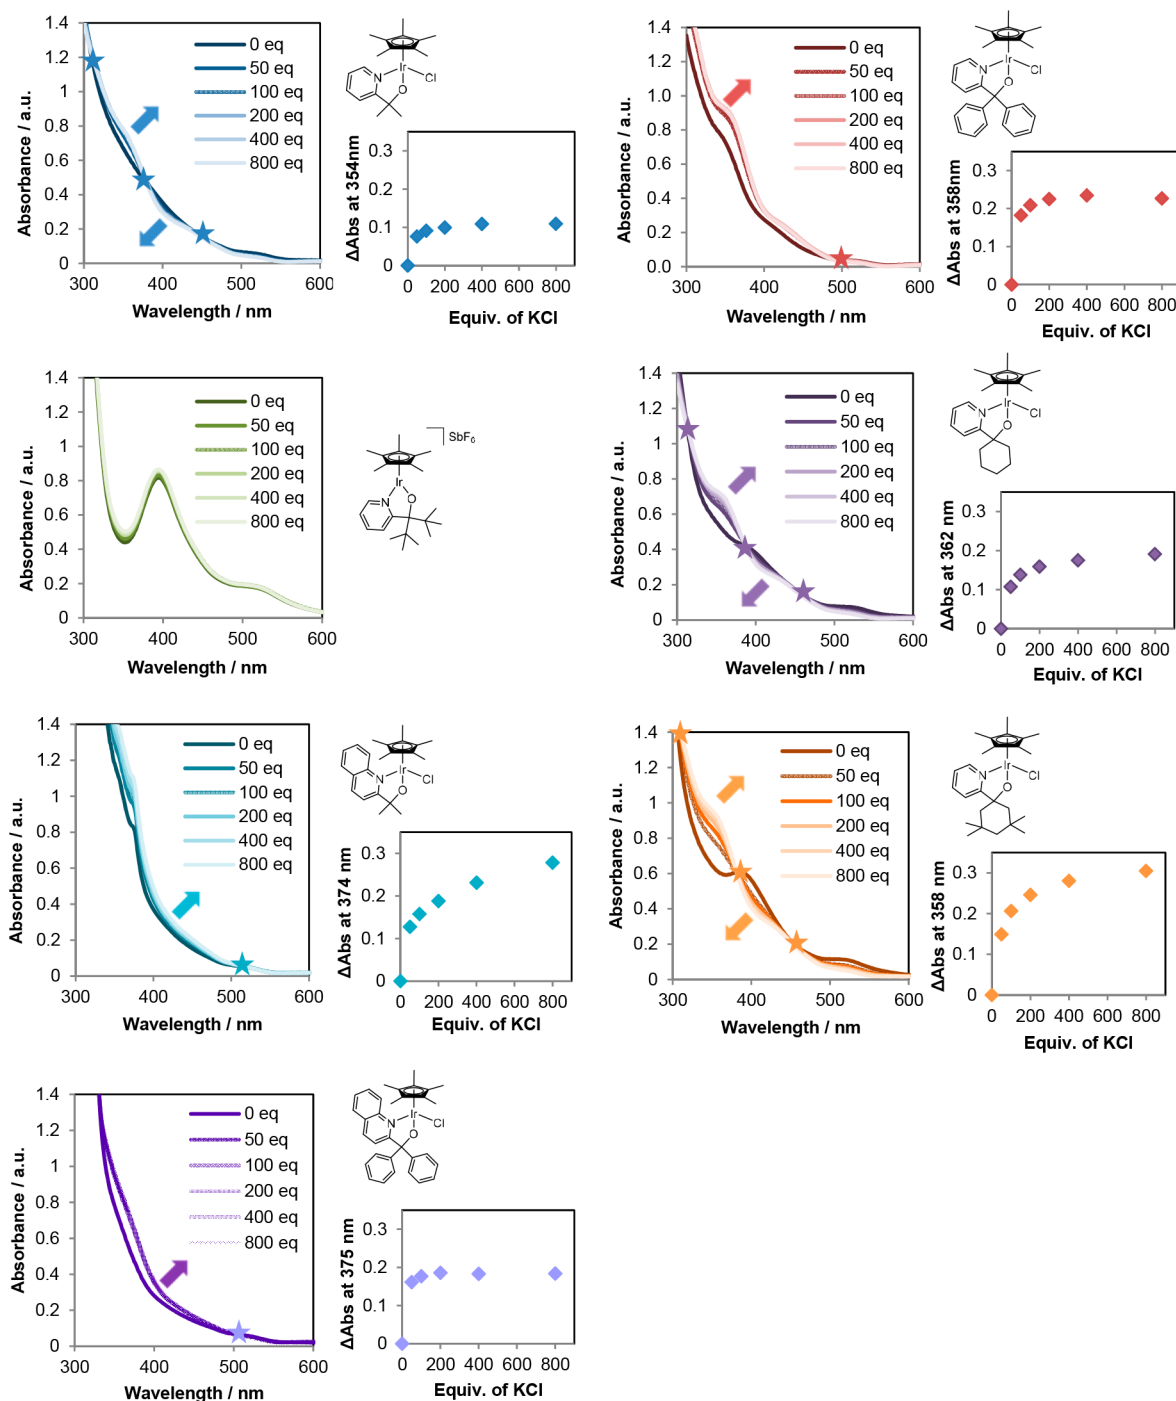 1.4
1.2
1
0.8
0.6
0.4
0.2
0
300
400
500
600
Absorbance / a.u.
Wavelength / nm
0 eq
50 eq
100 eq
200 eq
400 eq
800 eq
Ir
N
Cl
O
0.3
0.2
0.1
0
0 200 400 600 800
ΔAbs at 354nm
Equiv. of KCl
1.4
1.2
1.0
0.8
0.6
0.4
0.2
0.0
300
400
500
600
Absorbance / a.u.
Wavelength / nm
0 eq
50 eq
100 eq
200 eq
400 eq
800 eq
Ir
N
Cl
O
0.3
0.2
0.1
0
0 200 400 600 800
ΔAbs at 358nm
Equiv. of KCl
1.4
1.2
1
0.8
0.6
0.4
0.2
0
300
400
500
600
Absorbance / a.u.
Wavelength / nm
0 eq
50 eq
100 eq
200 eq
400 eq
800 eq
SbF6
Ir
N
O
1.4
1.2
1
0.8
0.6
0.4
0.2
0
300
400
500
600
Absorbance / a.u.
Wavelength / nm
0 eq
50 eq
100 eq
200 eq
400 eq
800 eq
Ir
N
Cl
O
0.3
0.2
0.1
0
0 200 400 600 800
ΔAbs at 362 nm
Equiv. of KCl
1.4
1.2
1
0.8
0.6
0.4
0.2
0
300
400
500
600
Absorbance / a.u.
Wavelength / nm
0 eq
50 eq
100 eq
200 eq
400 eq
800 eq
Ir
N
Cl
O
0.3
0.2
0.1
0
0 200 400 600 800
ΔAbs at 374 nm
Equiv. of KCl
1.4
1.2
1
0.8
0.6
0.4
0.2
0
300
400
500
600
Absorbance / a.u.
Wavelength / nm
0 eq
50 eq
100 eq
200 eq
400 eq
800 eq
Ir
N
Cl
O
0.3
0.2
0.1
0
0 200 400 600 800
ΔAbs at 358 nm
Equiv. of KCl
1.4
1.2
1
0.8
0.6
0.4
0.2
0
300
400
500
600
Absorbance / a.u.
Wavelength / nm
0 eq
50 eq
100 eq
200 eq
400 eq
800 eq
Ir
N
Cl
O
0.3
0.2
0.1
0
0 200 400 600 800
ΔAbs at 375 nm
Equiv. of KCl